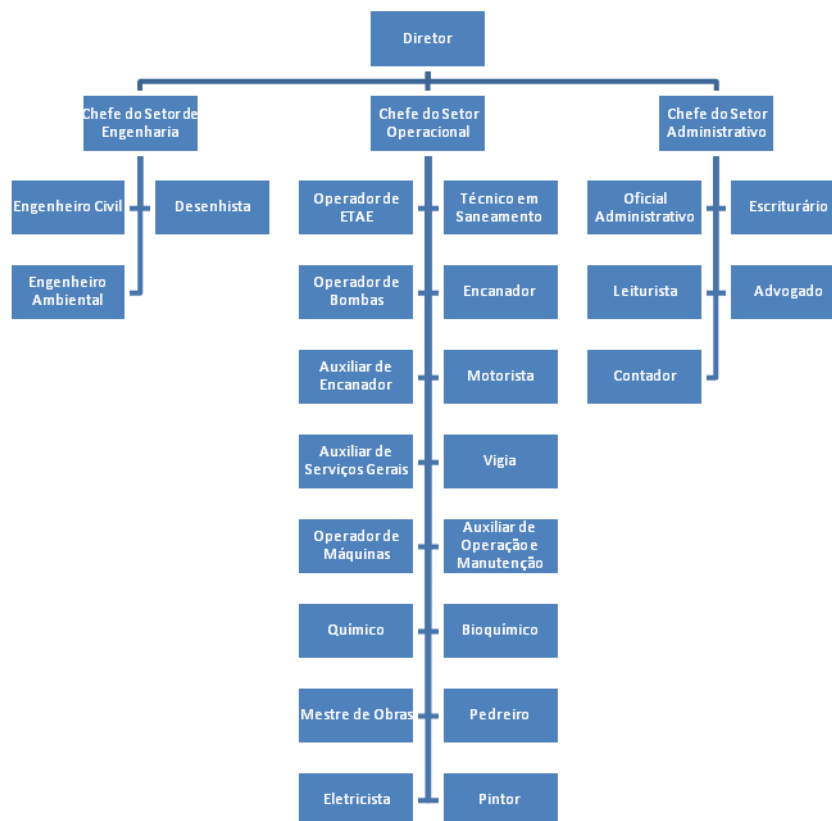 Diretor
Chefe do Setor de
Engenharia
Chefe do Setor
Operacional
Chefe do Setor
Administrativo
Engenheiro Civil
Desenhista
Engenheiro
Ambiental
Operador de
ETAE
Técnico em
Saneamento
Operador de
Bombas
Encanador
Auxiliar de
Encanador
Motorista
Auxiliar de
Serviços Gerais
Vigia
Operador de
Máquinas
Auxiliar de
Operação e
Manutenção
Químico
Bioquímico
Mestre de Obras
Pedreiro
Eletricista
Pintor
Oficial
Administrativo
Escriturário
Leiturista
Advogado
Contador